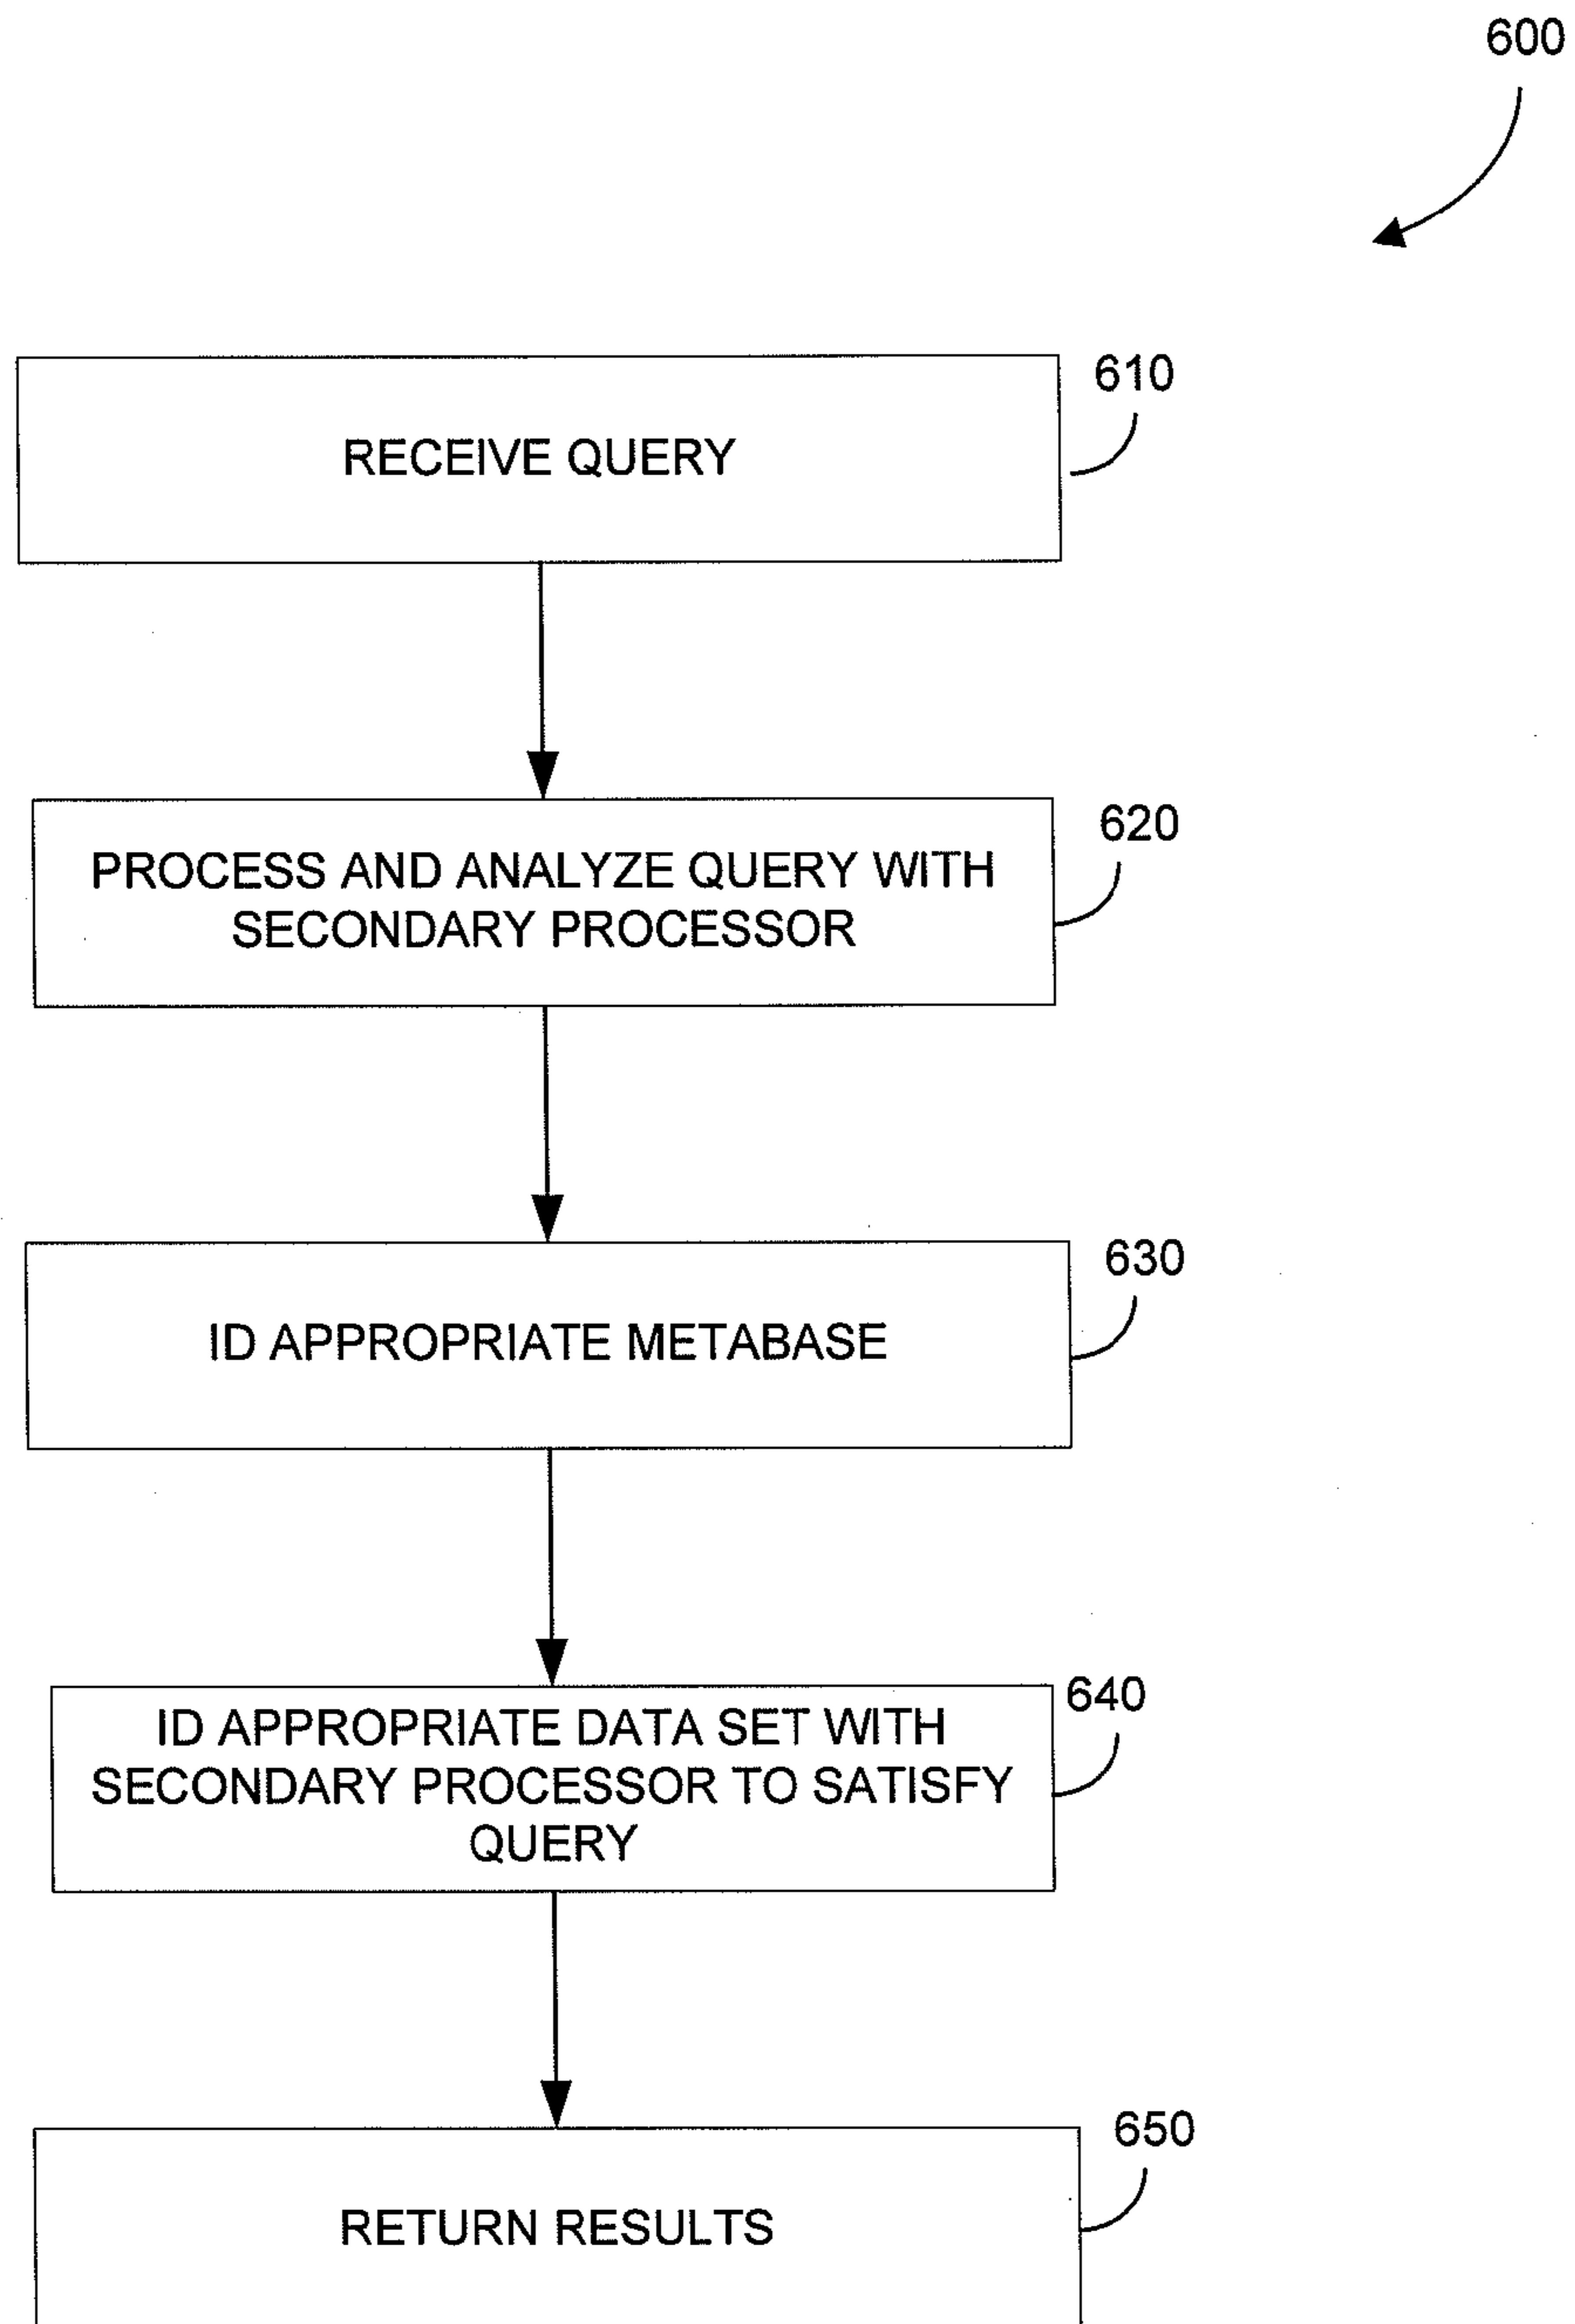 600
RECEIVE QUERY
610
PROCESS AND ANALYZE QUERY WITH
SECONDARY PROCESSOR
620
ID APPROPRIATE METABASE
630
ID APPROPRIATE DATA SET WITH
SECONDARY PROCESSOR TO SATISFY
QUERY
640
RETURN RESULTS
650